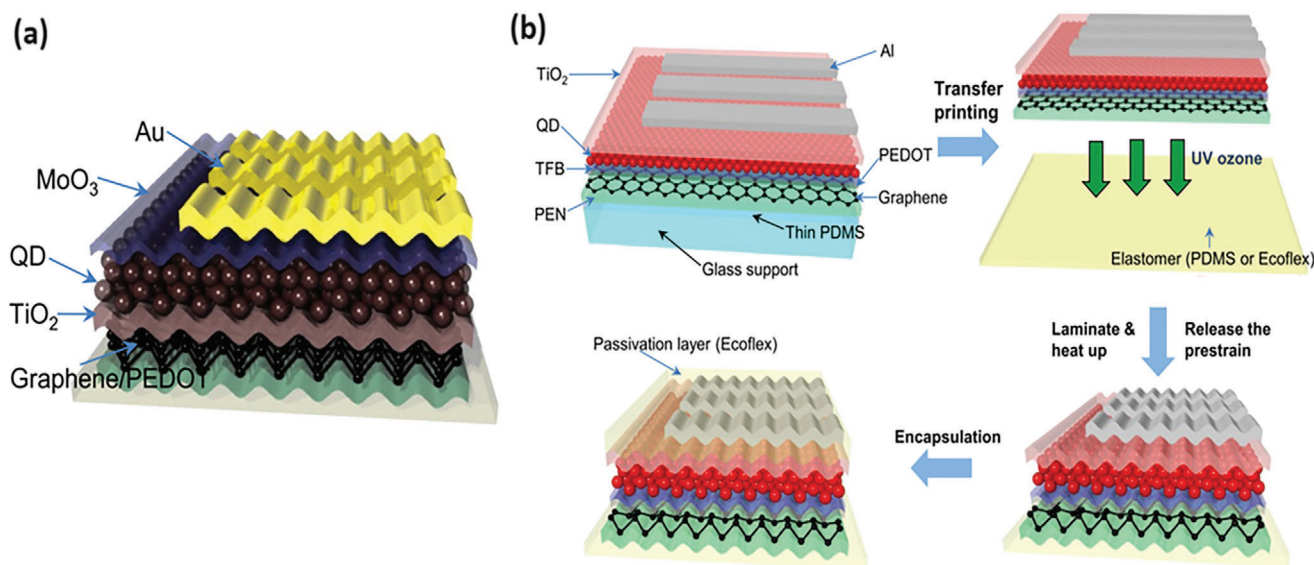 (a)
Au
MoO3
QD
TiO2
Graphene/PEDOT
(b)
Al
TiO2
QD
TFB
PEN
PEDOT
Graphene
Thin PDMS
Glass support
Transfer
printing
UV ozone
Elastomer (PDMS or Ecoflex)
Laminate &
heat up
Release the
prestrain
Encapsulation
Passivation layer (Ecoflex)